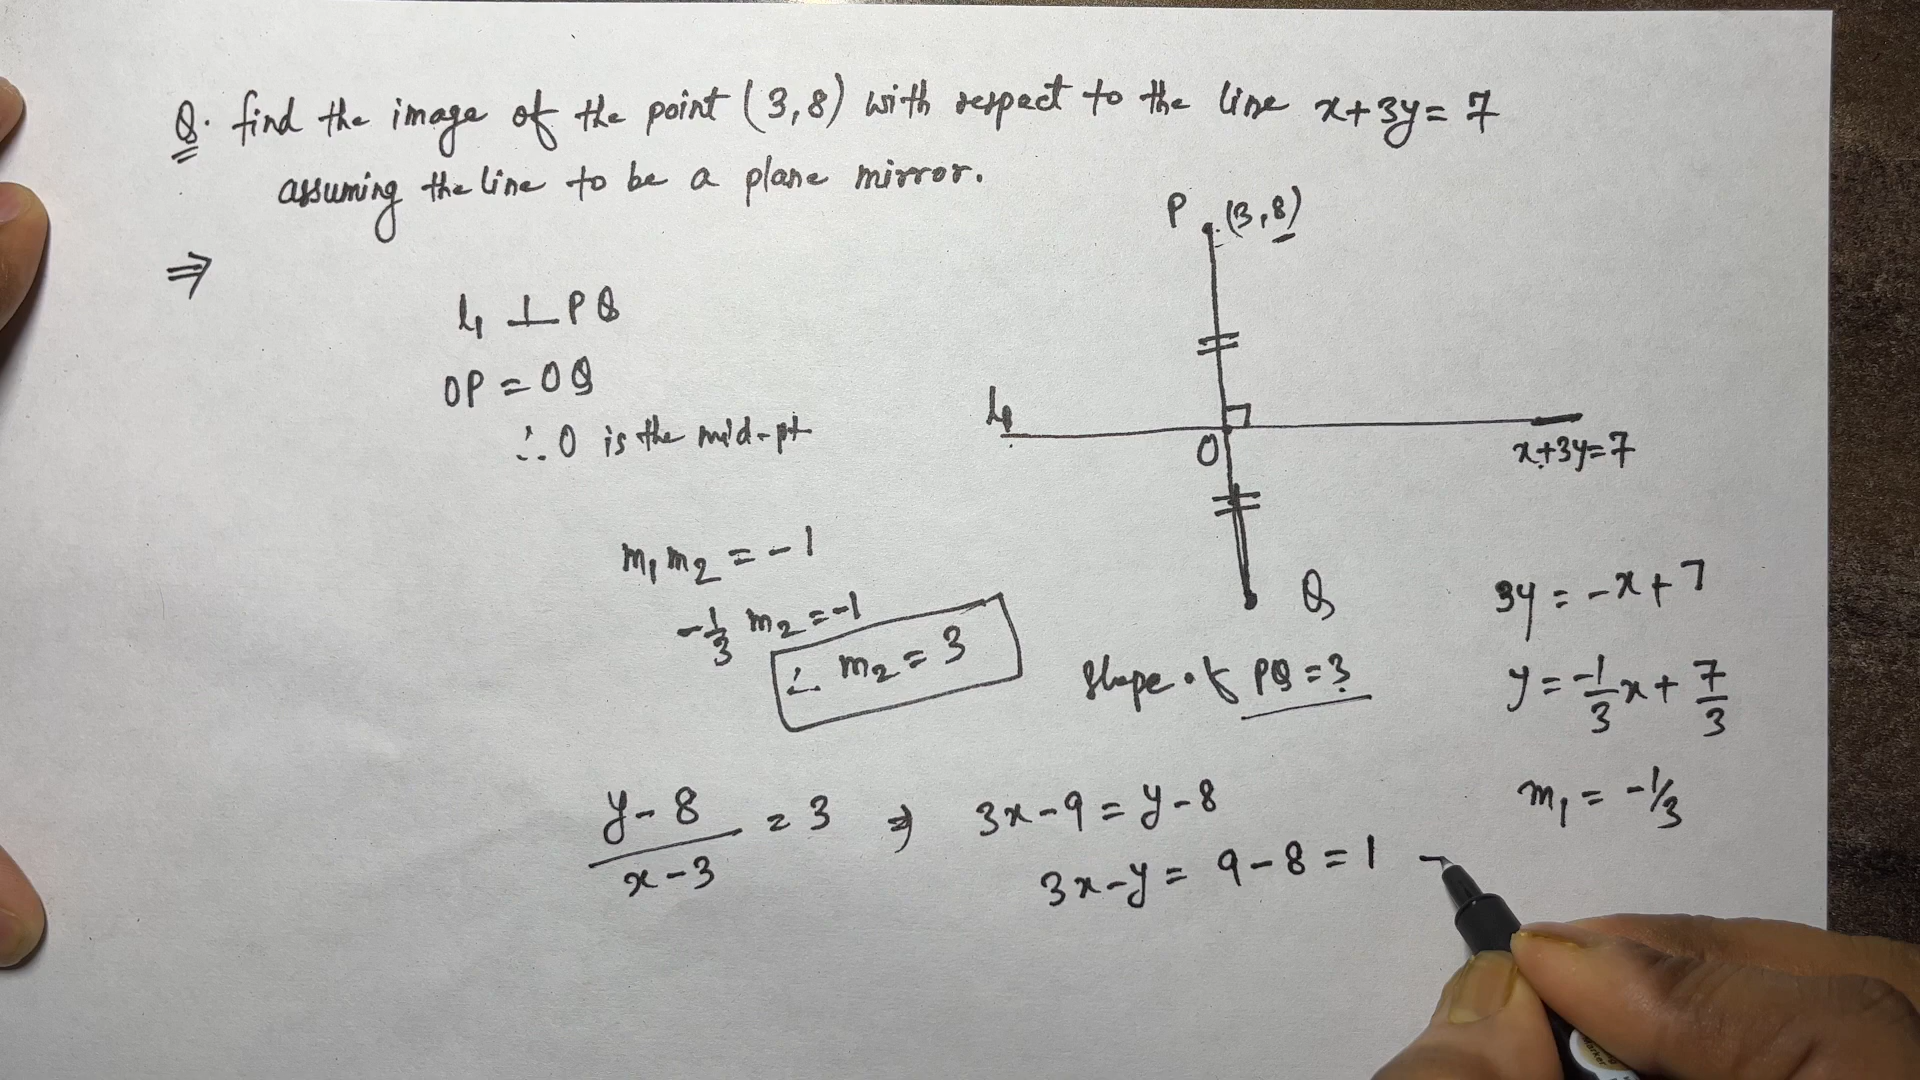 Q. find the image of the point (3,8) with respect to the line x+3y=7
assuming the line to be a plane mirror.
⇒
P (3,8)
l₁ ⊥ PQ
OP = OQ
∴ O is the mid-pt
l₁
O
x+3y=7
Q
m₁m₂ = -1
-1/3 m₂ = -1
∴ m₂ = 3
slope of PQ = 3
3y = -x+7
y = -1/3 x + 7/3
m₁ = -1/3
y-8/x-3 = 3 ⇒ 3x-9 = y-8
3x-y = 9-8 = 1